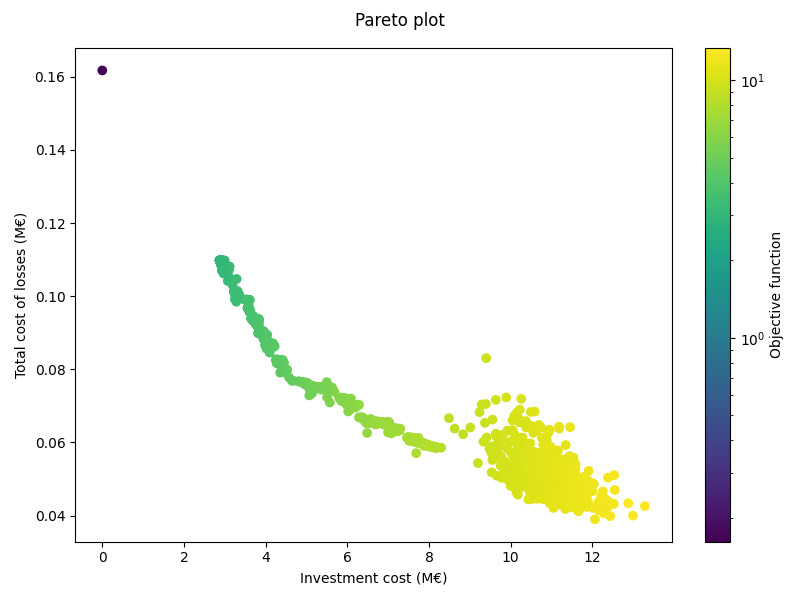 Pareto plot
0.16
0.14
0.12
0.10
0.08
0.06
0.04
Total cost of losses (M€)
0 2 4 6 8 10 12
Investment cost (M€)
10¹
10⁰
Objective function